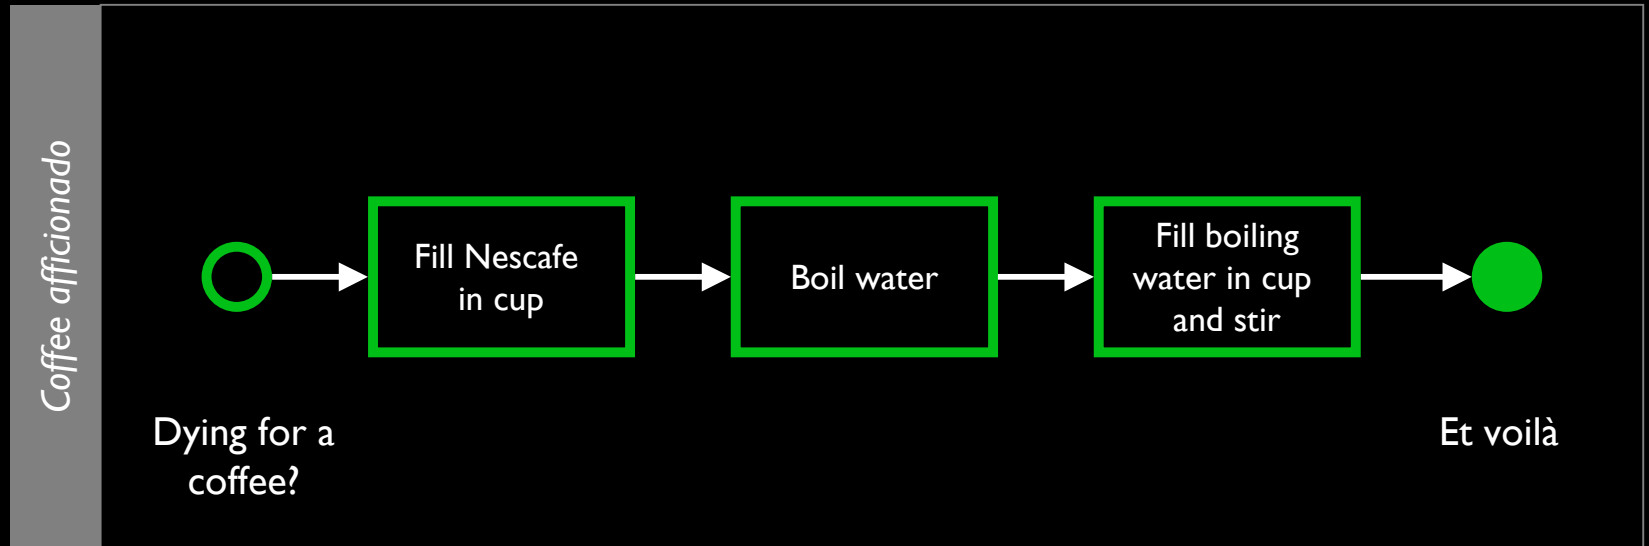 Coffee afficionado
Fill Nescafe
in cup
Boil water
Fill boiling
water in cup
and stir
Dying for a
coffee?
Et voilà